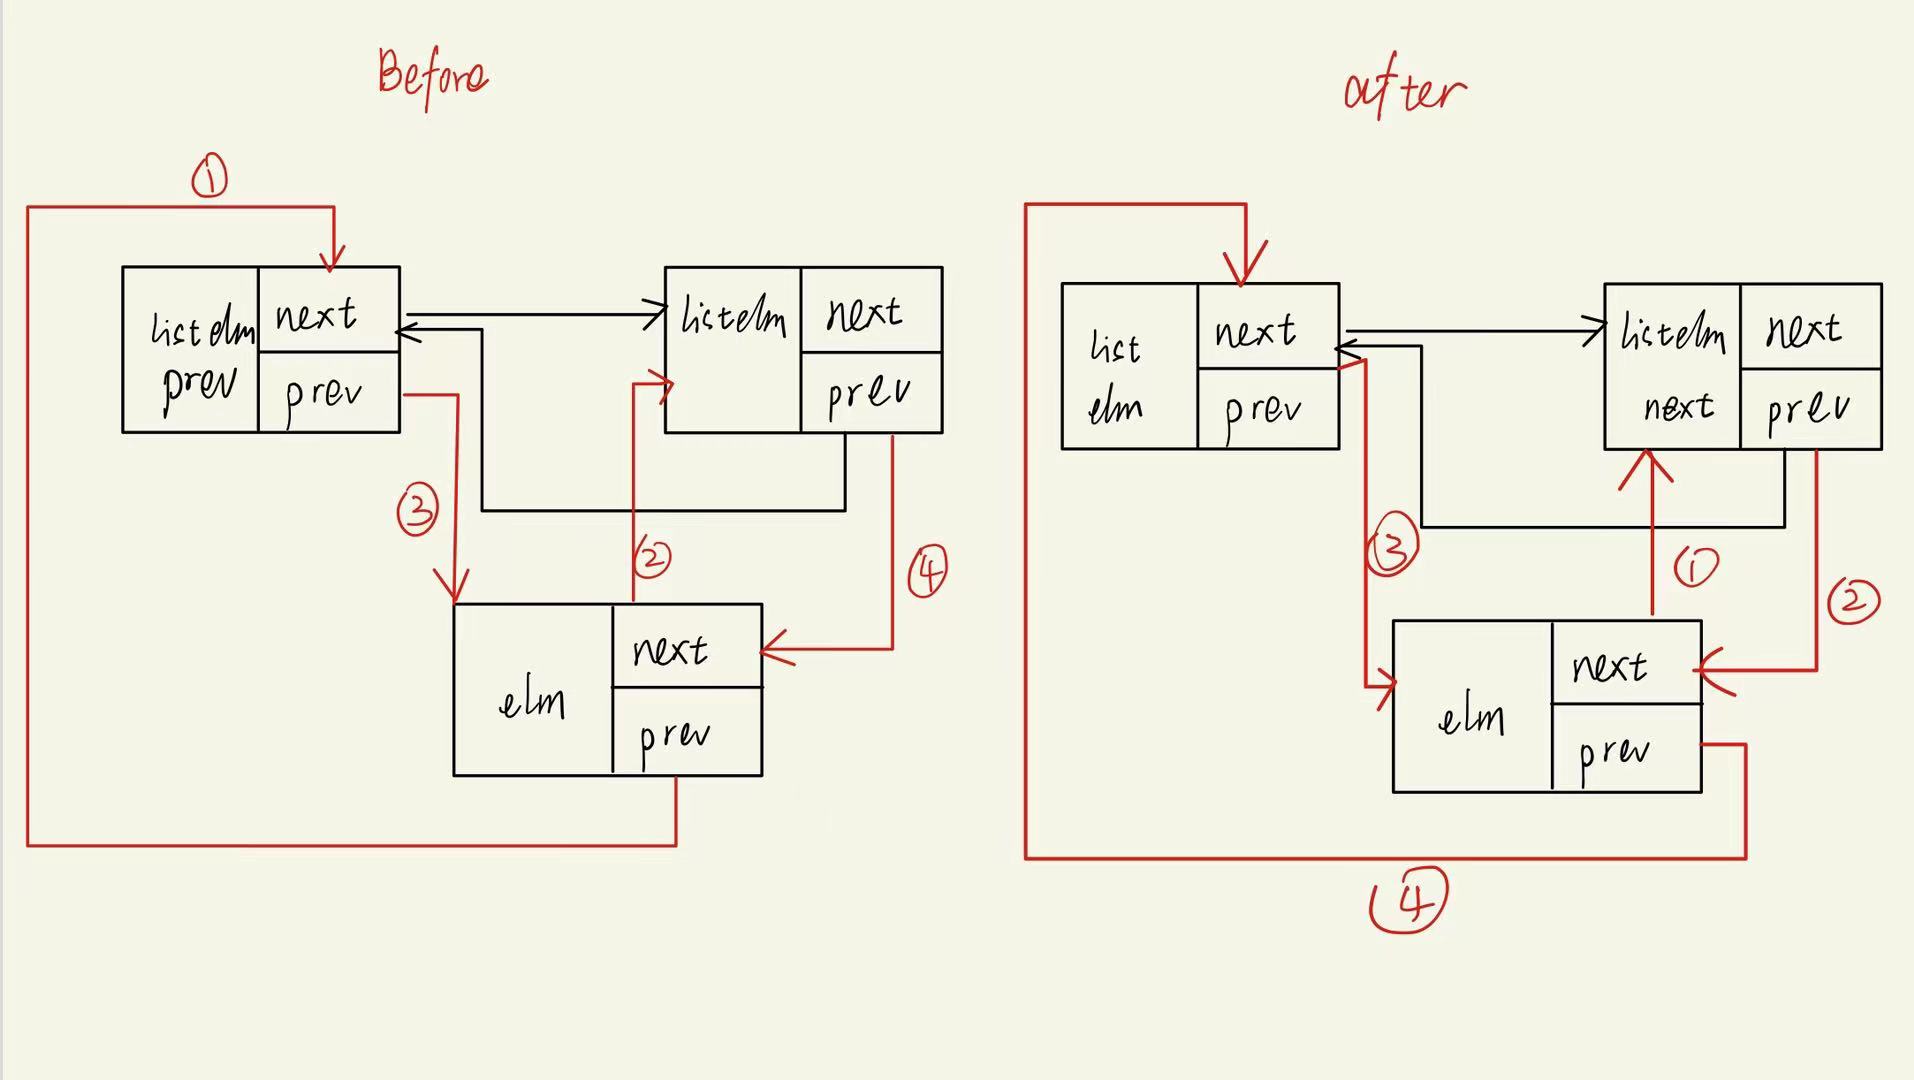 Before
①
listelm
prev
next
prev
listelm
next
prev
③
②
④
elm
next
prev
after
list
elm
next
prev
listelm
next
next
prev
③
①
②
elm
next
prev
④